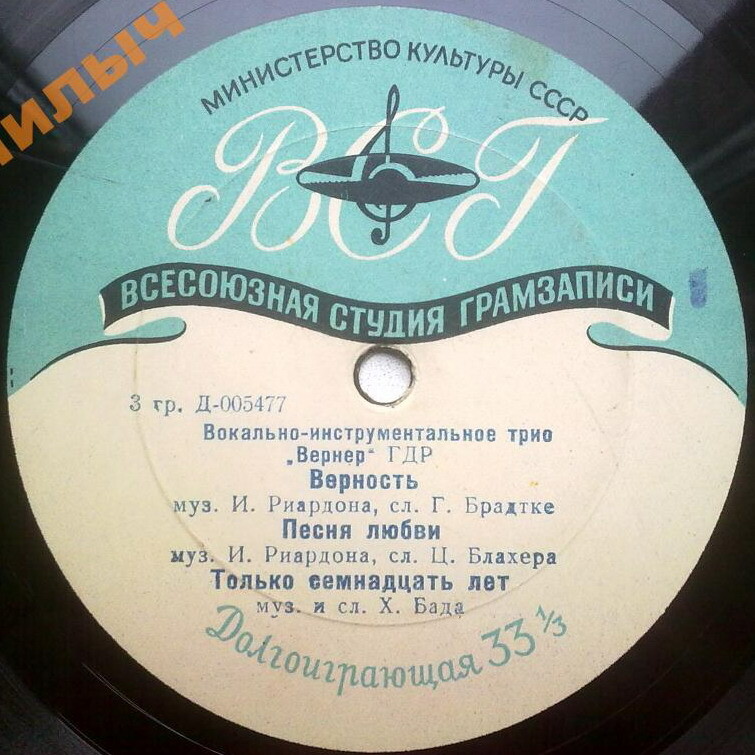 МИНИСТЕРСТВО КУЛЬТУРЫ СССР
ВСГ
ВСЕСОЮЗНАЯ СТУДИЯ ГРАМЗАПИСИ
3 гр. Д-005477
Вокально-инструментальное трио
„Вернер“ ГДР
Верность
муз. И. Риардона, сл. Г. Брадтке
Песня любви
муз. И. Риардона, сл. Ц. Блахера
Только семнадцать лет
муз. и сл. Х. Бада
Долгоиграющая 33 ⅓